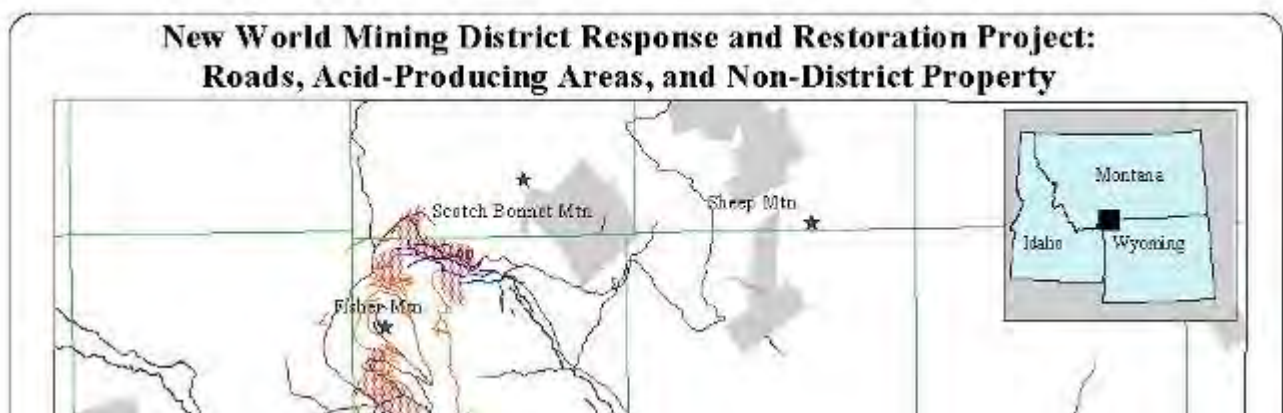 New World Mining District Response and Restoration Project:
Roads, Acid-Producing Areas, and Non-District Property
Scotch Bonnet Mtn
Sheep Mtn
Fisher Mtn
Montana
Idaho
Wyoming